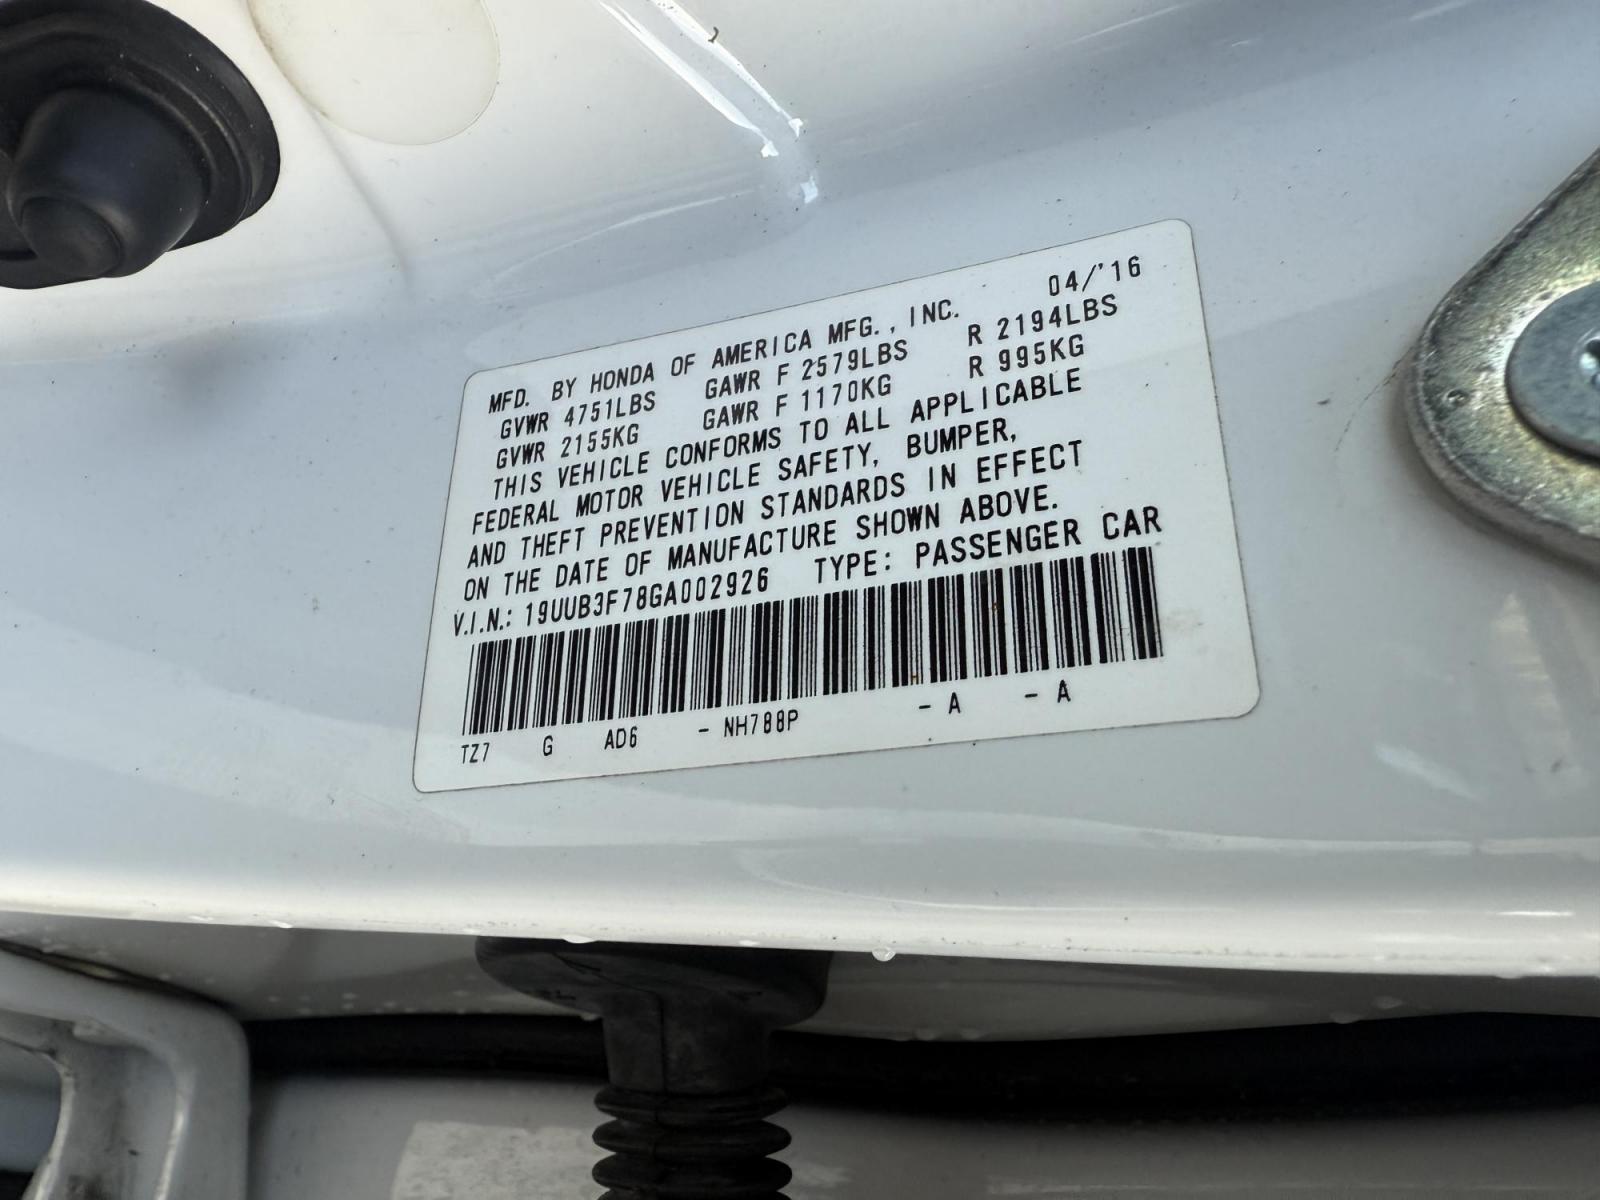 MFD. BY HONDA OF AMERICA MFG., INC. 04/'16
GVWR 4751LBS GAWR F 2579LBS R 2194LBS
GVWR 2155KG GAWR F 1170KG R 995KG
THIS VEHICLE CONFORMS TO ALL APPLICABLE
FEDERAL MOTOR VEHICLE SAFETY, BUMPER,
AND THEFT PREVENTION STANDARDS IN EFFECT
ON THE DATE OF MANUFACTURE SHOWN ABOVE.
V.I.N.: 19UUB3F78GA002926 TYPE: PASSENGER CAR
TZ7 G AD6 - NH788P - A - A